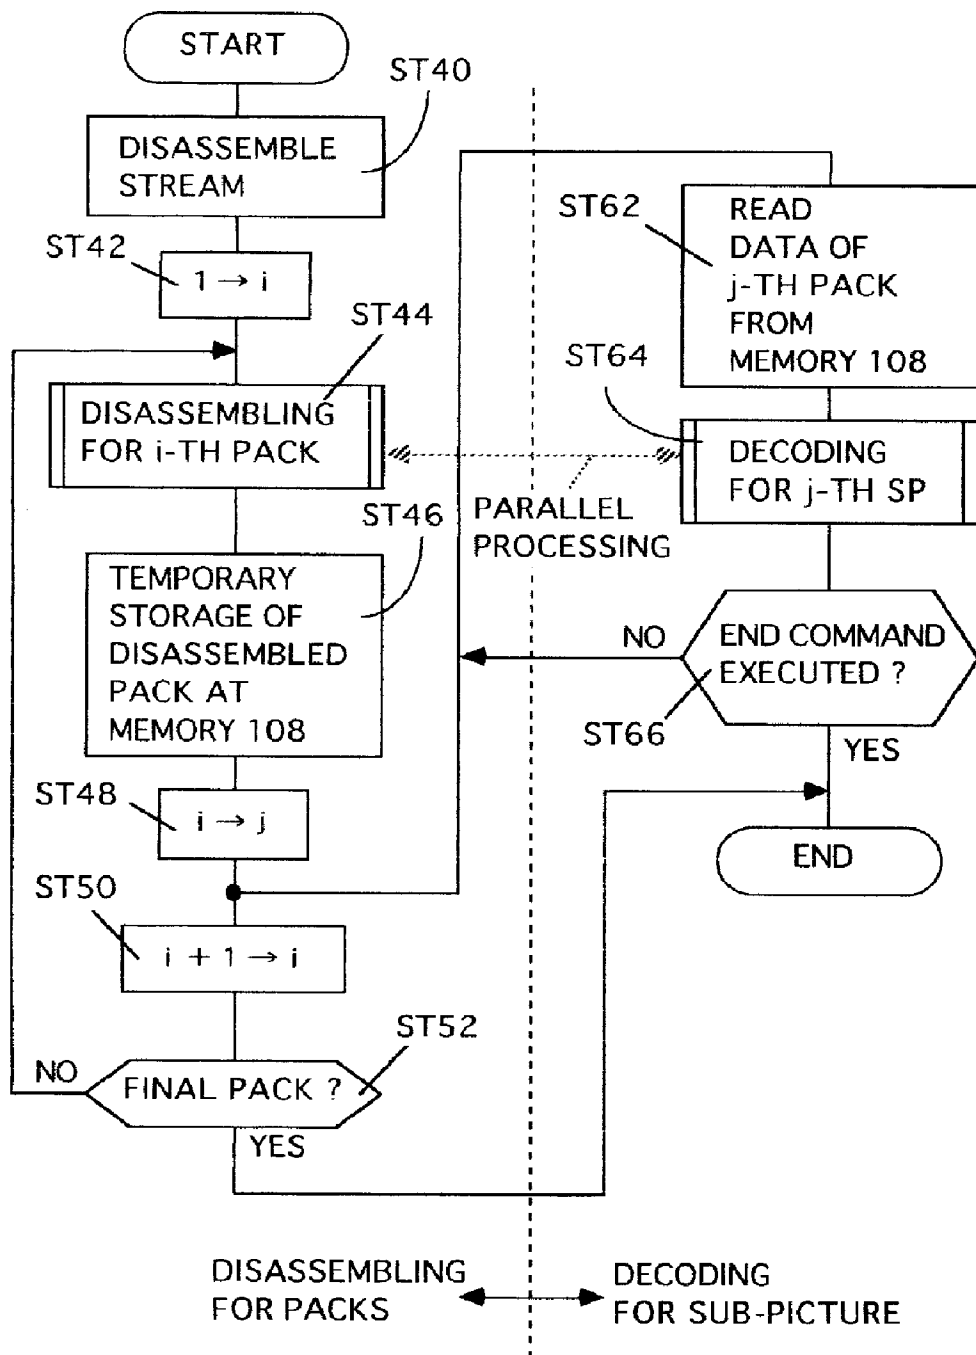 START
ST40
DISASSEMBLE
STREAM
ST42
1 → i
ST44
DISASSEMBLING
FOR i-TH PACK
ST46
TEMPORARY
STORAGE OF
DISASSEMBLED
PACK AT
MEMORY 108
ST48
i → j
ST50
i + 1 → i
ST52
NO
FINAL PACK ?
YES
PARALLEL
PROCESSING
ST62
READ
DATA OF
j-TH PACK
FROM
MEMORY 108
ST64
DECODING
FOR j-TH SP
NO
END COMMAND
EXECUTED ?
ST66
YES
END
DISASSEMBLING
FOR PACKS
DECODING
FOR SUB-PICTURE